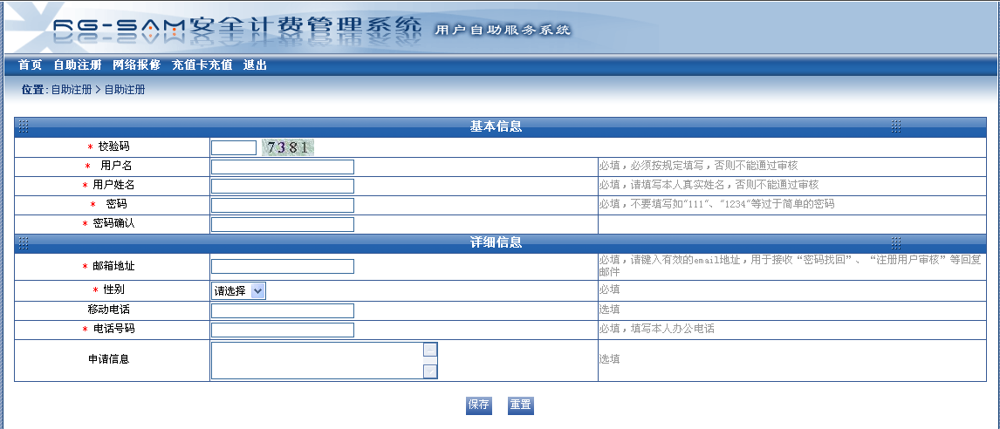 RG-SAM安全计费管理系统 用户自助服务系统
首页 自助注册 网络报修 充值卡充值 退出
位置:自助注册 > 自助注册
基本信息
* 校验码 7381
* 用户名 必填，必须按规定填写，否则不能通过审核
* 用户姓名 必填，请填写本人真实姓名，否则不能通过审核
* 密码 必填，不要填写如"111"、"1234"等过于简单的密码
* 密码确认
详细信息
* 邮箱地址 必填，请键入有效的email地址，用于接收“密码找回”、“注册用户审核”等回复
邮件
* 性别 请选择 必填
移动电话 选填
* 电话号码 必填，填写本人办公电话
申请信息 选填
保存 重置